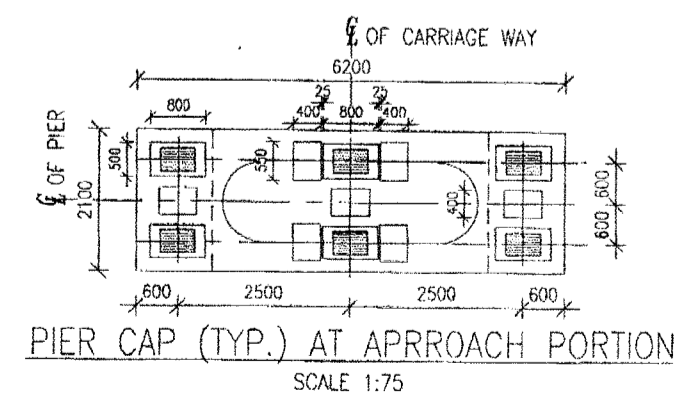 ℄ OF CARRIAGE WAY
6200
25 25
800 400 800 400
℄ OF PIER
2100
500
550
400
600
600
600 2500 2500 600
PIER CAP (TYP.) AT APRROACH PORTION
SCALE 1:75